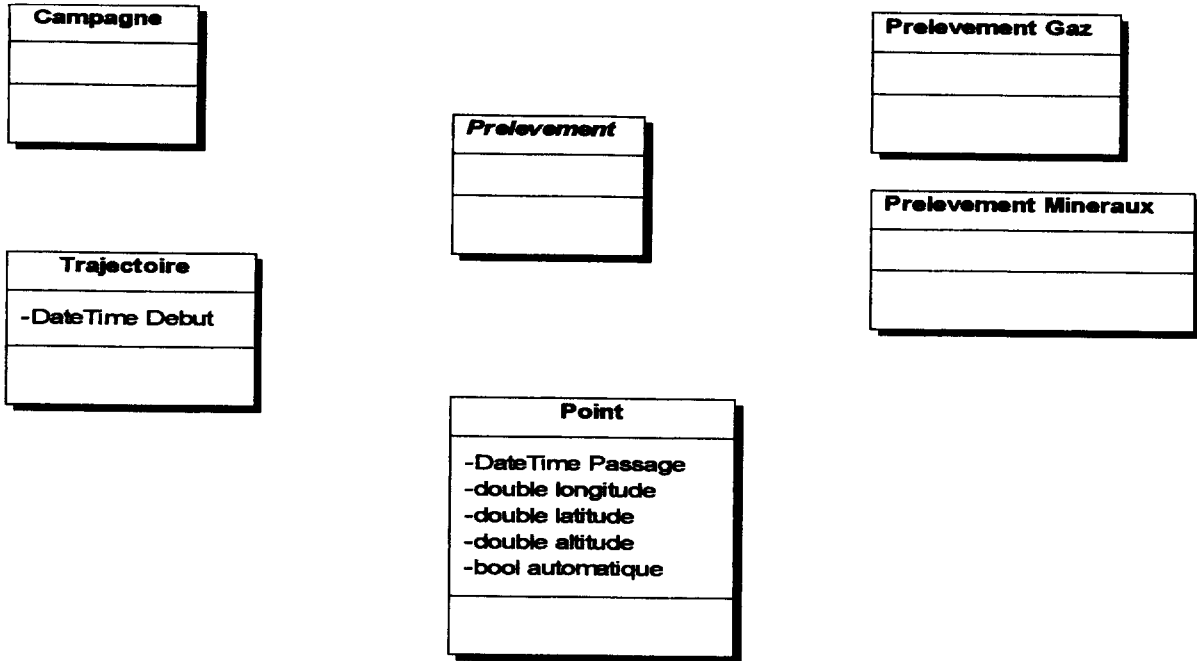 Campagne
Prelevement Gaz
Prelevement
Prelevement Mineraux
Trajectoire
-DateTime Debut
Point
-DateTime Passage
-double longitude
-double latitude
-double altitude
-bool automatique